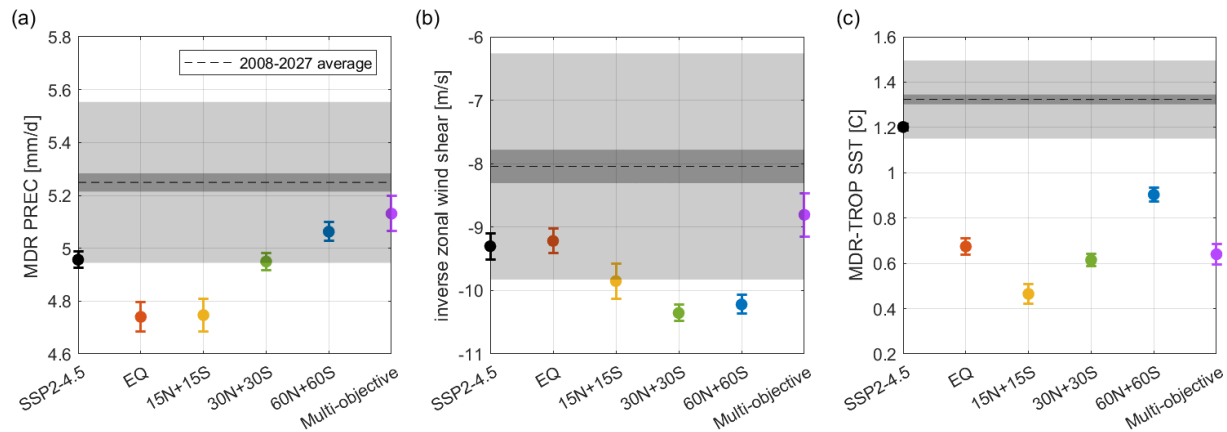 (a)
MDR PREC [mm/d]
5.8
5.6
5.4
5.2
5
4.8
4.6
2008-2027 average
SSP2-4.5
EQ
15N+15S
30N+30S
60N+60S
Multi-objective
(b)
inverse zonal wind shear [m/s]
-6
-7
-8
-9
-10
-11
SSP2-4.5
EQ
15N+15S
30N+30S
60N+60S
Multi-objective
(c)
MDR-TROP SST [C]
1.6
1.4
1.2
1
0.8
0.6
0.4
0.2
SSP2-4.5
EQ
15N+15S
30N+30S
60N+60S
Multi-objective